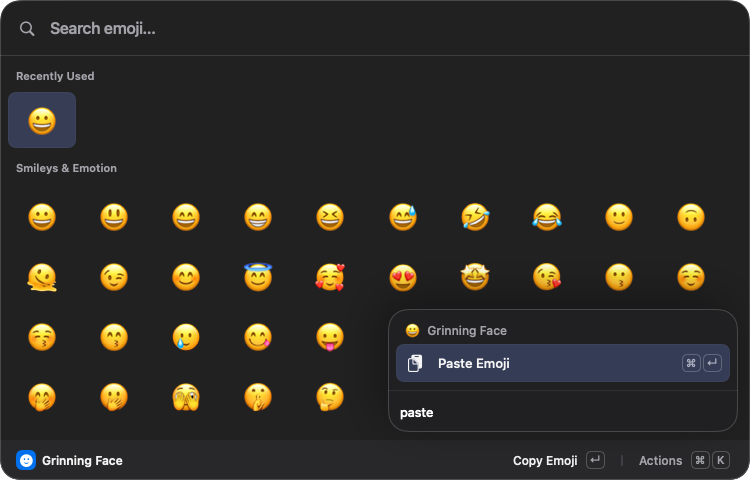 Search emoji...
Recently Used
Smileys & Emotion
Grinning Face
Paste Emoji ⌘ ↵
paste
Grinning Face Copy Emoji ↵ | Actions ⌘ K